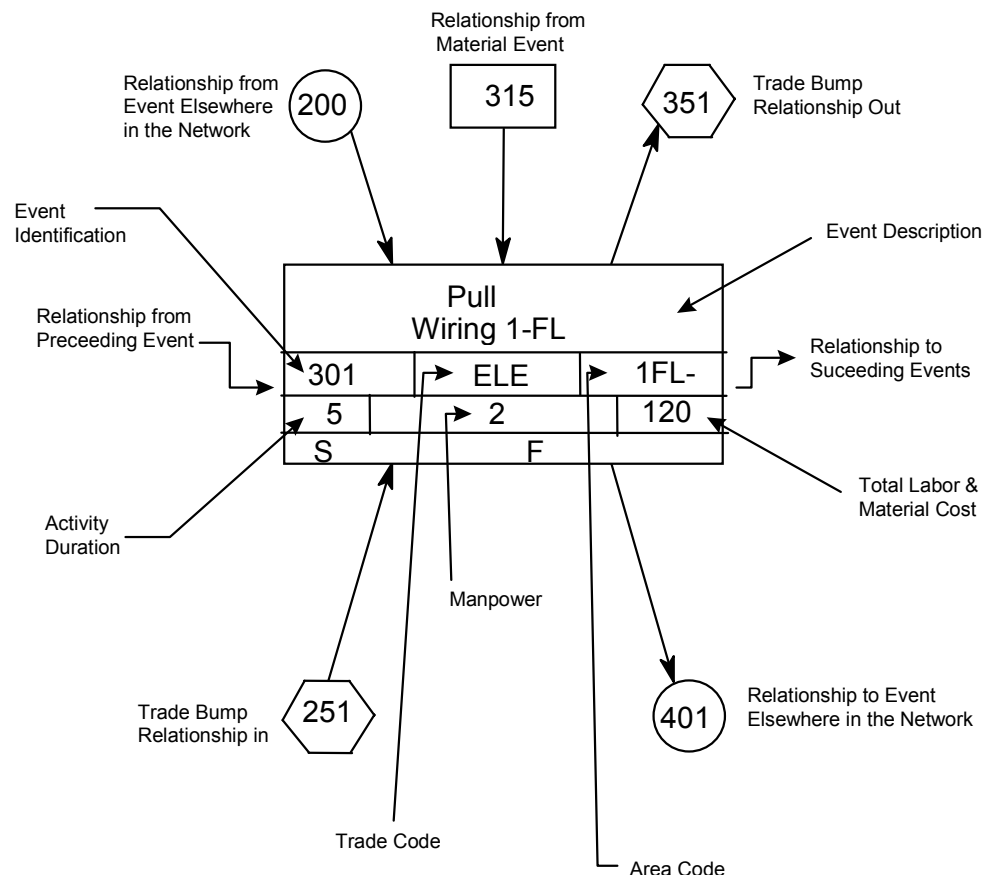 Relationship from
Material Event
Relationship from
Event Elsewhere
in the Network
200
315
351
Trade Bump
Relationship Out
Event
Identification
Event Description
Pull
Wiring 1-FL
Relationship from
Preceeding Event
Relationship to
Suceeding Events
301
ELE
1FL-
5
2
120
S
F
Activity
Duration
Total Labor &
Material Cost
Manpower
Trade Bump
Relationship in
251
401
Relationship to Event
Elsewhere in the Network
Trade Code
Area Code